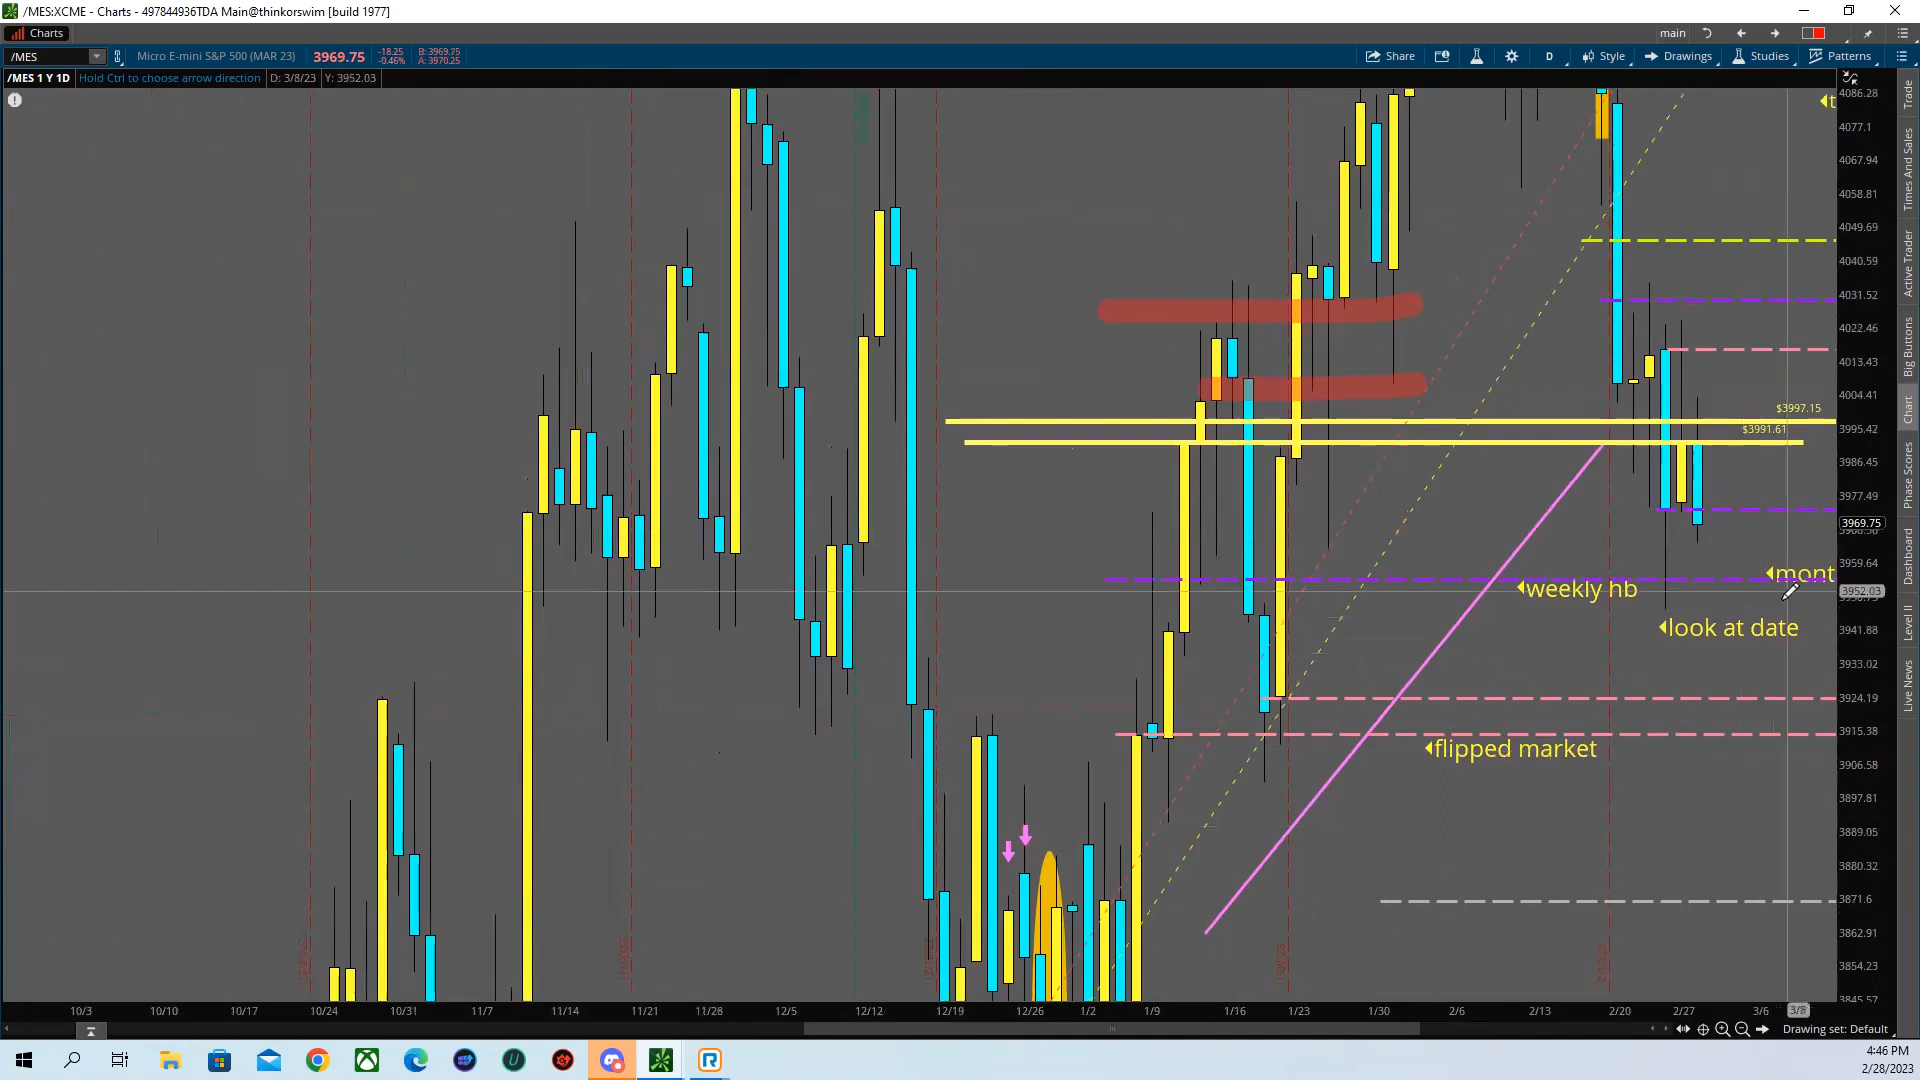 /MES:XCME - Charts - 497844936TDA Main@thinkorswim [build 1977]
Charts
main
/MES
Micro E-mini S&P 500 (MAR 23)
3969.75
-18.25
-0.46%
B: 3969.25
A: 3970.25
Share
D
Style
Drawings
Studies
Patterns
/MES 1 Y 1D
Hold Ctrl to choose arrow direction
D: 3/8/23
Y: 3952.03
4086.28
4077.1
4067.94
4058.81
4049.69
4040.59
4031.52
4022.46
4013.43
4004.41
3995.42
3986.45
3977.49
3969.75
3959.64
3952.03
3941.88
3933.02
3924.19
3915.38
3906.58
3897.81
3889.05
3880.32
3871.6
3862.91
3854.23
3845.57
$3997.15
$3991.61
mont
weekly hb
look at date
flipped market
10/3
10/10
10/17
10/24
10/31
11/7
11/14
11/21
11/28
12/5
12/12
12/19
12/26
1/2
1/9
1/16
1/23
1/30
2/6
2/13
2/20
2/27
3/6
3/8
Drawing set: Default
Trade
Times And Sales
Active Trader
Big Buttons
Chart
Phase Scores
Dashboard
Level II
Live News
4:46 PM
2/28/2023